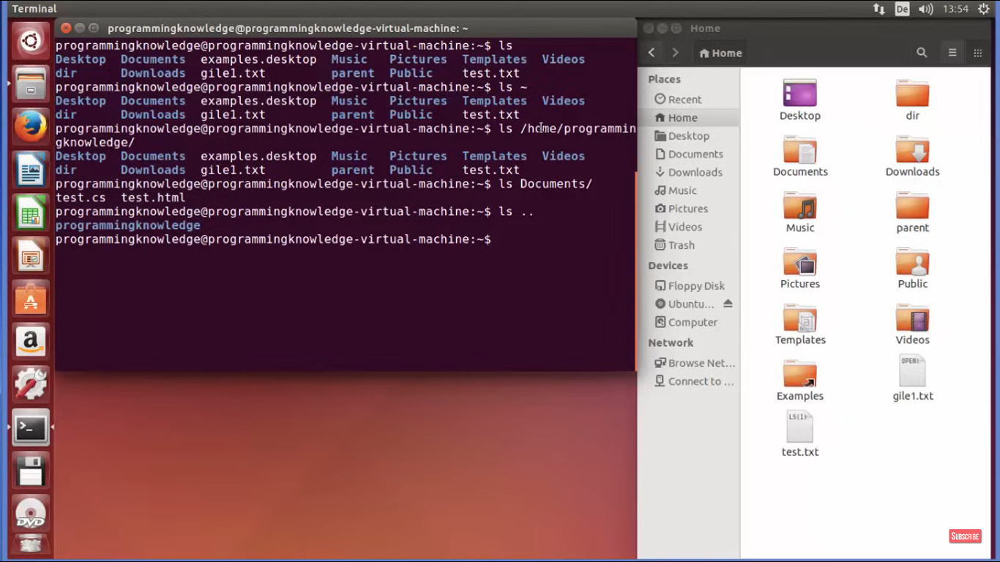 Terminal
De
13:54
programmingknowledge@programmingknowledge-virtual-machine: ~
programmingknowledge@programmingknowledge-virtual-machine:~$ ls
Desktop Documents examples.desktop Music Pictures Templates Videos
dir Downloads gile1.txt parent Public test.txt
programmingknowledge@programmingknowledge-virtual-machine:~$ ls ~
Desktop Documents examples.desktop Music Pictures Templates Videos
dir Downloads gile1.txt parent Public test.txt
programmingknowledge@programmingknowledge-virtual-machine:~$ ls /home/programmin
gknowledge/
Desktop Documents examples.desktop Music Pictures Templates Videos
dir Downloads gile1.txt parent Public test.txt
programmingknowledge@programmingknowledge-virtual-machine:~$ ls Documents/
test.cs test.html
programmingknowledge@programmingknowledge-virtual-machine:~$ ls ..
programmingknowledge
programmingknowledge@programmingknowledge-virtual-machine:~$
Home
Home
Places
Recent
Home
Desktop
Documents
Downloads
Music
Pictures
Videos
Trash
Devices
Floppy Disk
Ubuntu...
Computer
Network
Browse Net...
Connect to ...
Desktop
dir
Documents
Downloads
Music
parent
Pictures
Public
Templates
Videos
Examples
OPEN(
gile1.txt
LS(1)
test.txt
a
>_
DVD
SUBSCRIBE